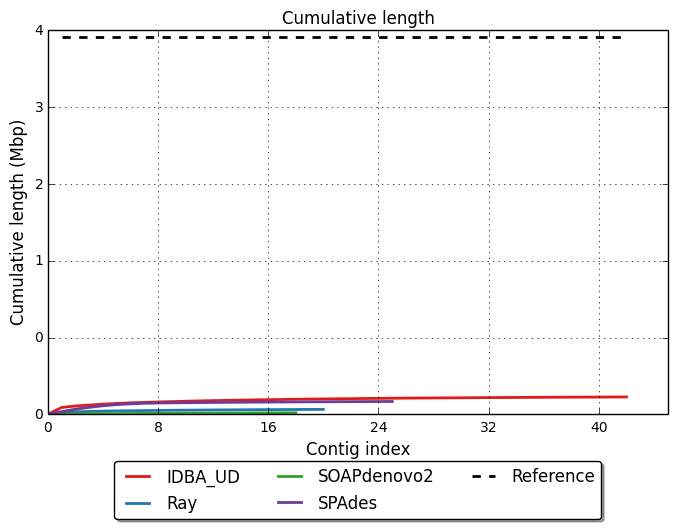 Cumulative length
4
3
2
1
0
0
Cumulative length (Mbp)
0 8 16 24 32 40
Contig index
IDBA_UD SOAPdenovo2 Reference
Ray SPAdes